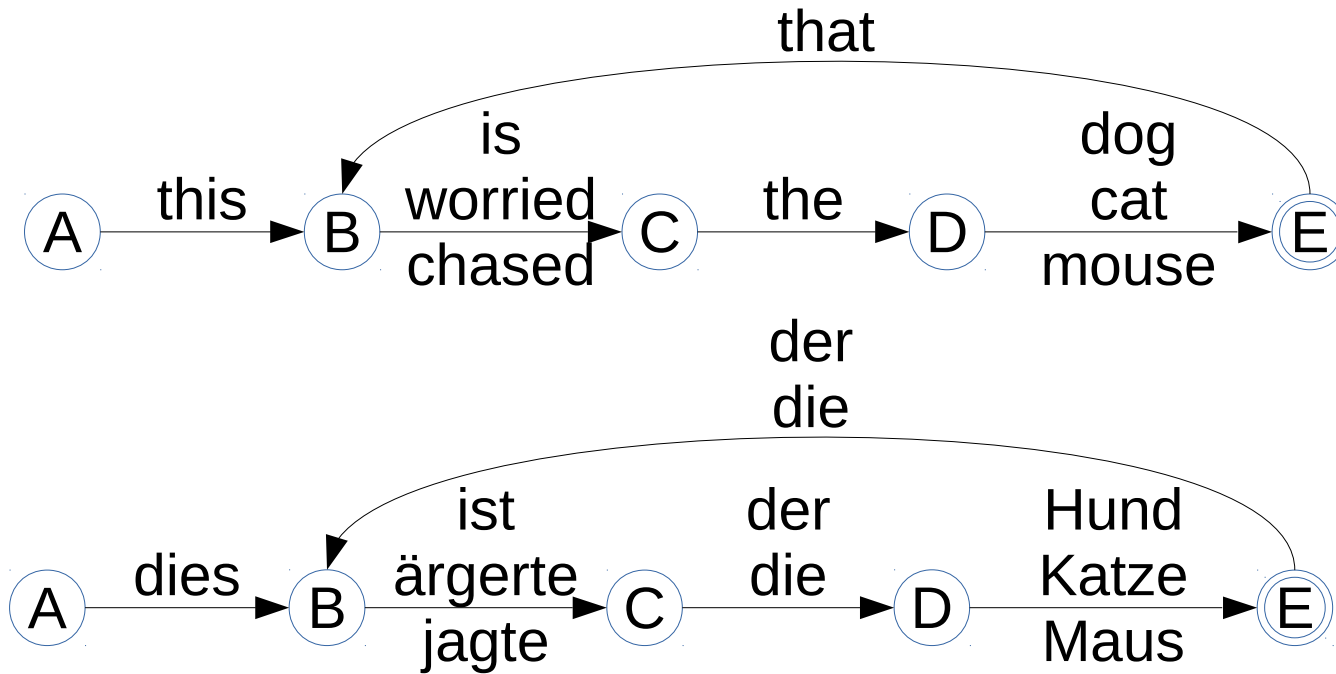 that
is
dog
this worried the cat
A B C D E
chased mouse
der
die
ist der Hund
dies ärgerte die Katze
A B C D E
jagte Maus